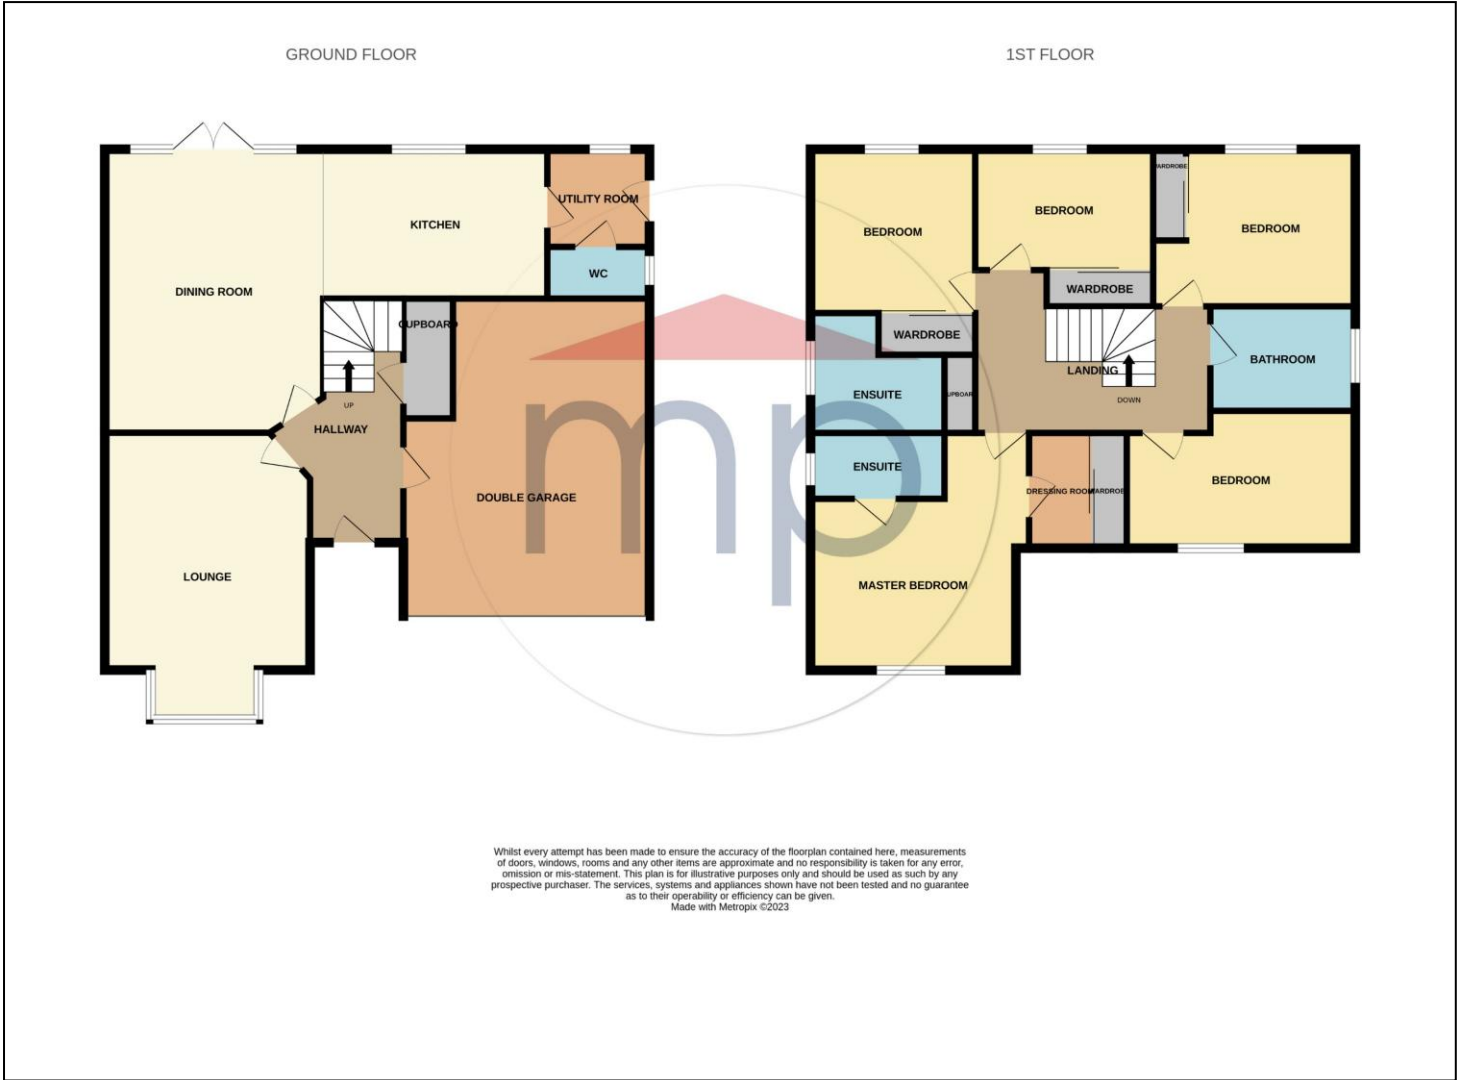 GROUND FLOOR
1ST FLOOR
DINING ROOM
KITCHEN
UTILITY ROOM
WC
CUPBOARD
UP
HALLWAY
DOUBLE GARAGE
LOUNGE
BEDROOM
BEDROOM
WARDROBE
BEDROOM
WARDROBE
WARDROBE
ENSUITE
CUPBOARD
LANDING
DOWN
BATHROOM
ENSUITE
DRESSING ROOM
WARDROBE
BEDROOM
MASTER BEDROOM
mp
Whilst every attempt has been made to ensure the accuracy of the floorplan contained here, measurements
of doors, windows, rooms and any other items are approximate and no responsibility is taken for any error,
omission or mis-statement. This plan is for illustrative purposes only and should be used as such by any
prospective purchaser. The services, systems and appliances shown have not been tested and no guarantee
as to their operability or efficiency can be given.
Made with Metropix ©2023